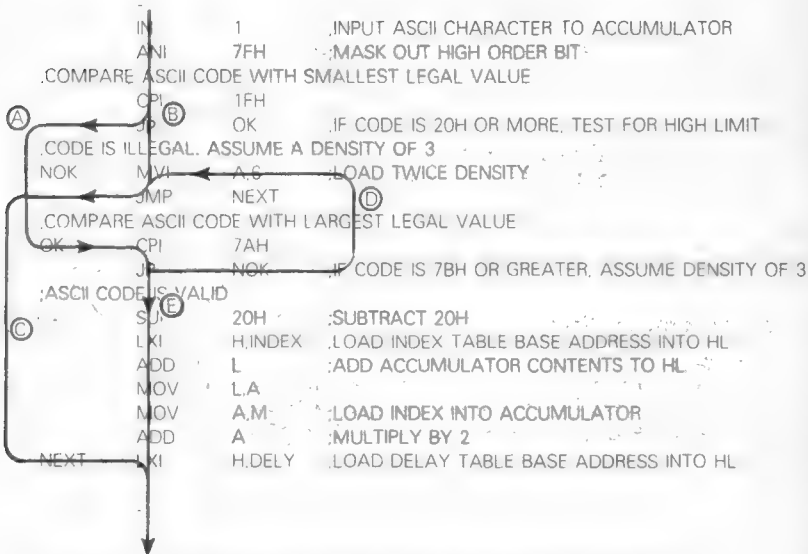 IN 1 ;INPUT ASCII CHARACTER TO ACCUMULATOR
ANI 7FH ;MASK OUT HIGH ORDER BIT
;COMPARE ASCII CODE WITH SMALLEST LEGAL VALUE
CPI 1FH
A B JP OK ;IF CODE IS 20H OR MORE, TEST FOR HIGH LIMIT
;CODE IS ILLEGAL. ASSUME A DENSITY OF 3
NOK MVI A,6 ;LOAD TWICE DENSITY
JMP NEXT D
;COMPARE ASCII CODE WITH LARGEST LEGAL VALUE
OK CPI 7AH
JP NOK ;IF CODE IS 7BH OR GREATER, ASSUME DENSITY OF 3
;ASCII CODE IS VALID
C E SUI 20H ;SUBTRACT 20H
LXI H,INDEX ;LOAD INDEX TABLE BASE ADDRESS INTO HL
ADD L ;ADD ACCUMULATOR CONTENTS TO HL
MOV L,A
MOV A,M ;LOAD INDEX INTO ACCUMULATOR
ADD A ;MULTIPLY BY 2
NEXT LXI H,DELY ;LOAD DELAY TABLE BASE ADDRESS INTO HL